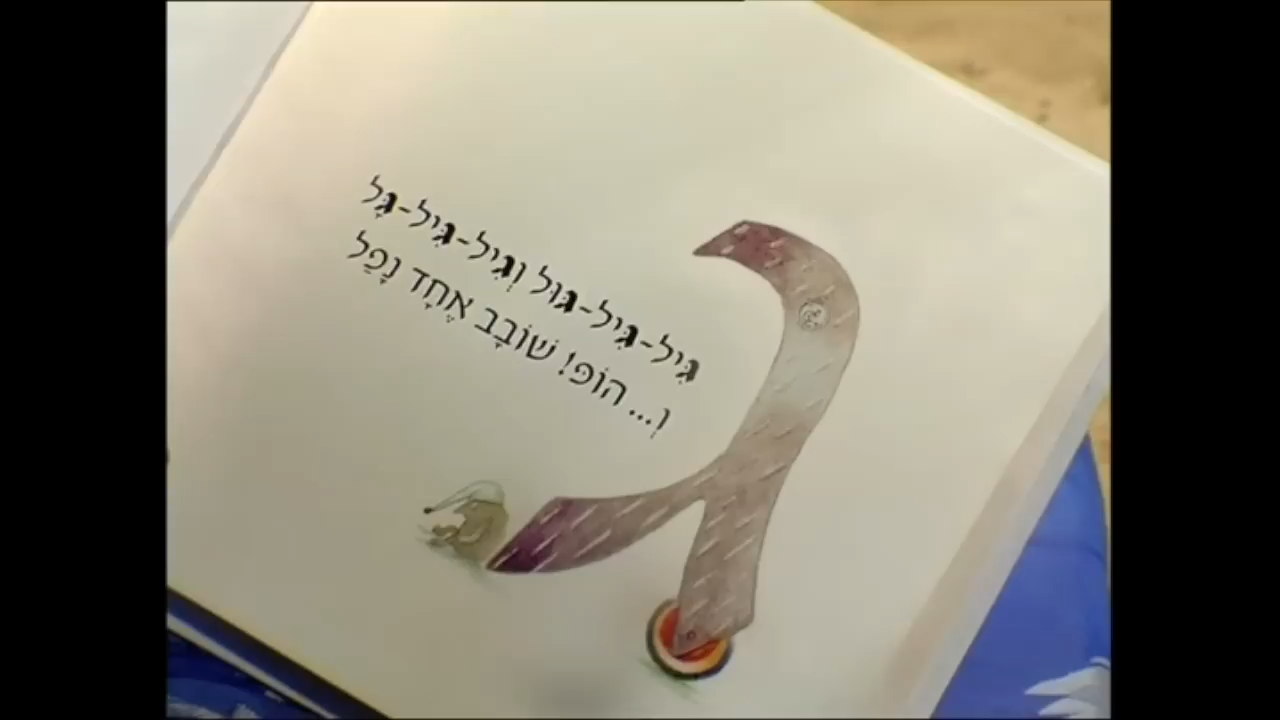 גִּיל-גִּיל-גּוּל וְגִיל-גִּיל-גָּל
וְ... הוֹפּ! שׁוֹבָב אֶחָד נָפַל
ג